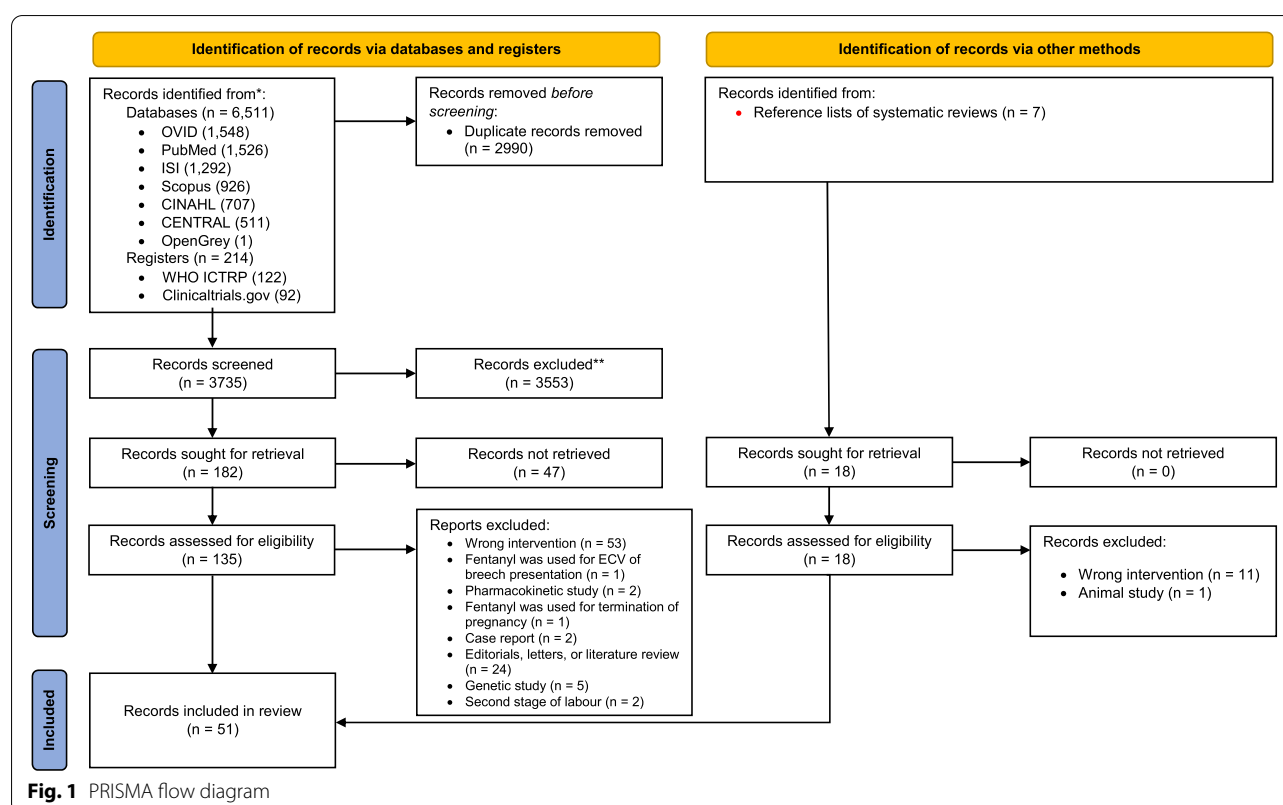 Identification of records via databases and registers
Identification of records via other methods
Identification
Records identified from*:
Databases (n = 6,511)
• OVID (1,548)
• PubMed (1,526)
• ISI (1,292)
• Scopus (926)
• CINAHL (707)
• CENTRAL (511)
• OpenGrey (1)
Registers (n = 214)
• WHO ICTRP (122)
• Clinicaltrials.gov (92)
Records removed before
screening:
• Duplicate records removed
(n = 2990)
Records identified from:
• Reference lists of systematic reviews (n = 7)
Screening
Records screened
(n = 3735)
Records excluded**
(n = 3553)
Records sought for retrieval
(n = 182)
Records not retrieved
(n = 47)
Records sought for retrieval
(n = 18)
Records not retrieved
(n = 0)
Records assessed for eligibility
(n = 135)
Reports excluded:
• Wrong intervention (n = 53)
• Fentanyl was used for ECV of
breech presentation (n = 1)
• Pharmacokinetic study (n = 2)
• Fentanyl was used for termination of
pregnancy (n = 1)
• Case report (n = 2)
• Editorials, letters, or literature review
(n = 24)
• Genetic study (n = 5)
• Second stage of labour (n = 2)
Records assessed for eligibility
(n = 18)
Records excluded:
• Wrong intervention (n = 11)
• Animal study (n = 1)
Included
Records included in review
(n = 51)
Fig. 1 PRISMA flow diagram